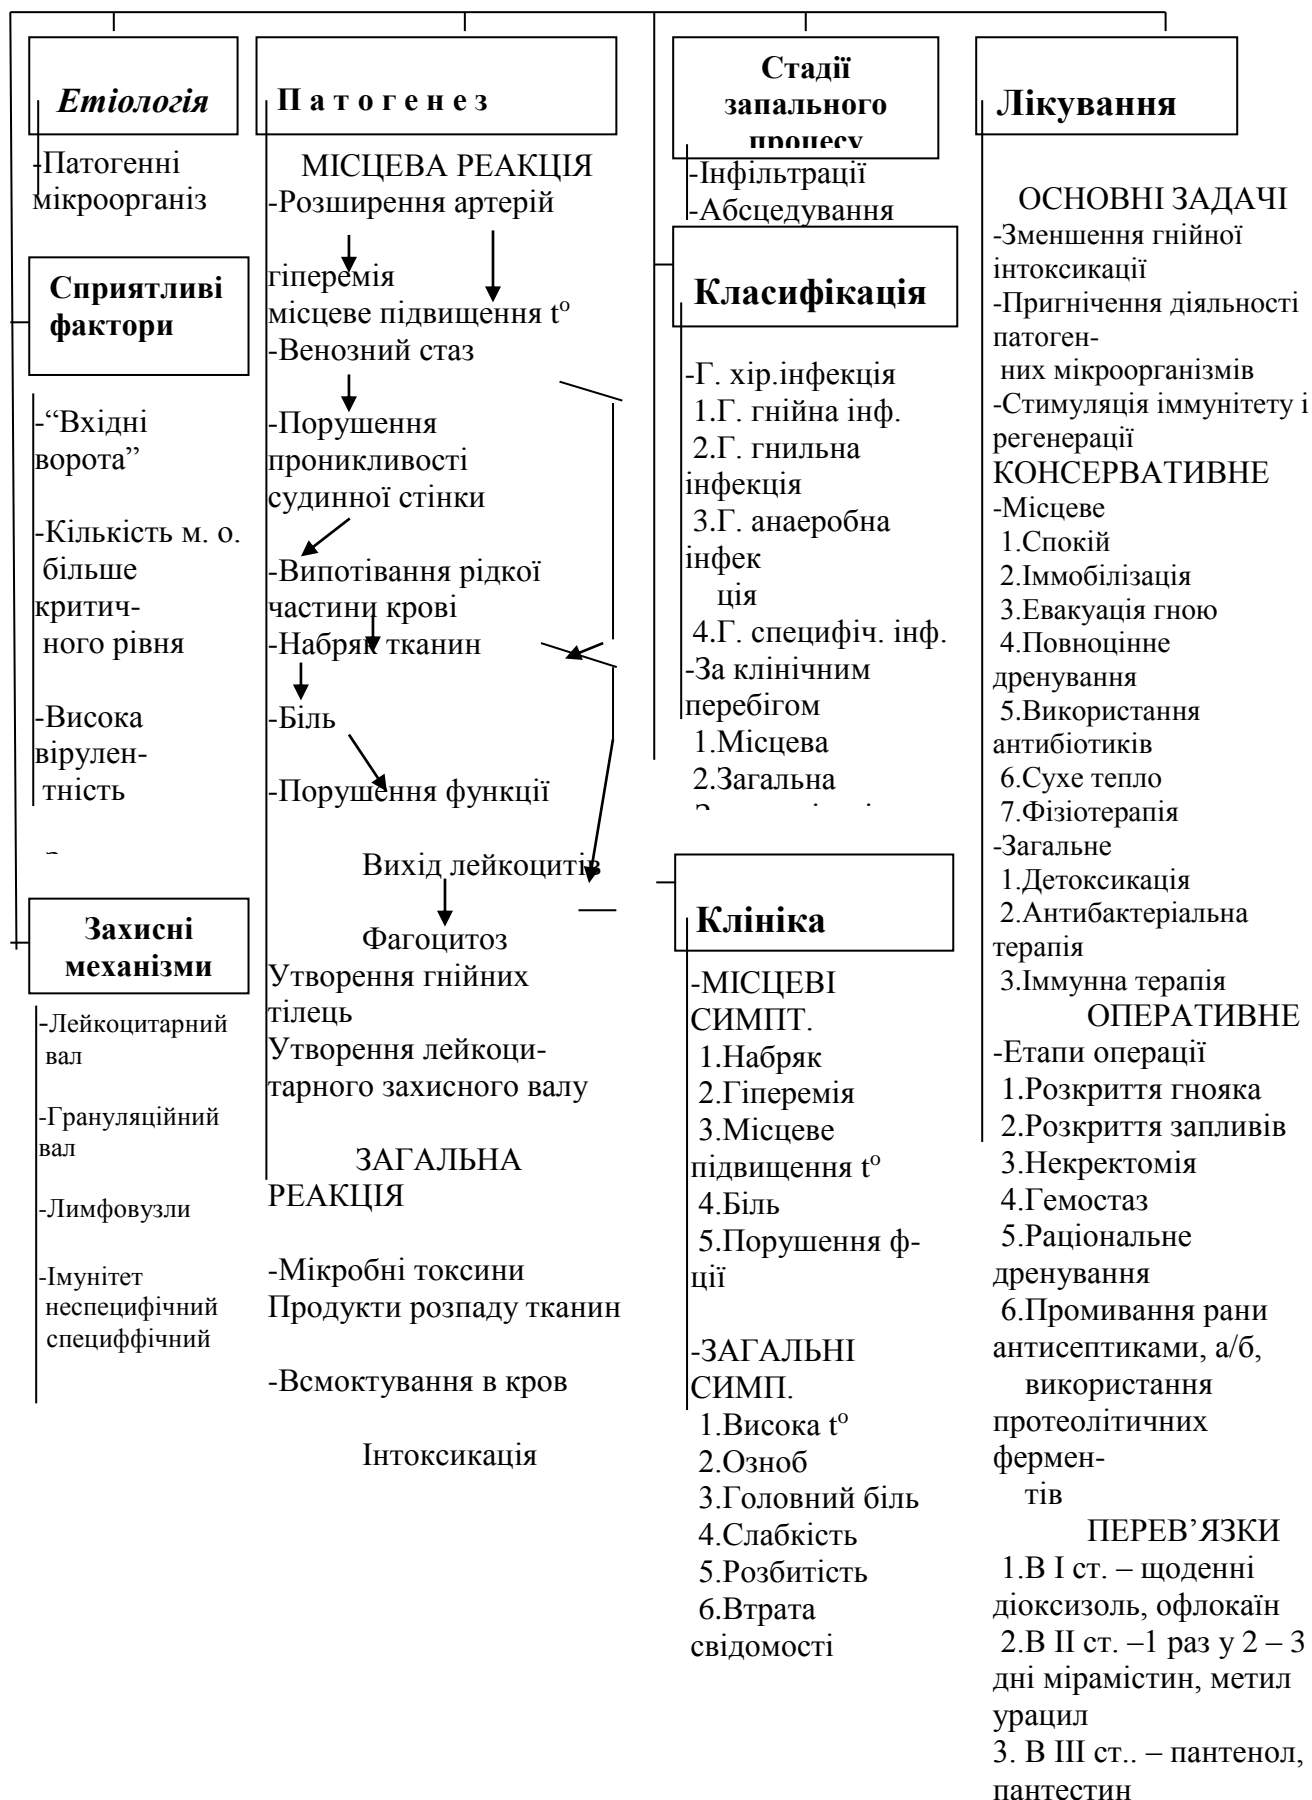 Етіологія
-Патогенні
мікроорганіз
Сприятливі
фактори
-“Вхідні
ворота”
-Кількість м. о.
більше
критич-
ного рівня
-Висока
вірулен-
тність
Захисні
механізми
-Лейкоцитарний
вал
-Грануляційний
вал
-Лимфовузли
-Імунітет
неспецифічний
специффічний
П а т о г е н е з
МІСЦЕВА РЕАКЦІЯ
-Розширення артерій
гіперемія
місцеве підвищення tº
-Венозний стаз
-Порушення
проникливості
судинної стінки
-Випотівання рідкої
частини крові
-Набряк тканин
-Біль
-Порушення функції
Вихід лейкоцитів
Фагоцитоз
Утворення гнійних
тілець
Утворення лейкоци-
тарного захисного валу
ЗАГАЛЬНА
РЕАКЦІЯ
-Мікробні токсини
Продукти розпаду тканин
-Всмоктування в кров
Інтоксикація
Стадії
запального
процесу
-Інфільтрації
-Абсцедування
Класифікація
-Г. хір.інфекція
1.Г. гнійна інф.
2.Г. гнильна
інфекція
3.Г. анаеробна
інфек
ція
4.Г. специфіч. інф.
-За клінічним
перебігом
1.Місцева
2.Загальна
Клініка
-МІСЦЕВІ
СИМПТ.
1.Набряк
2.Гіперемія
3.Місцеве
підвищення tº
4.Біль
5.Порушення ф-
ції
-ЗАГАЛЬНІ
СИМП.
1.Висока tº
2.Озноб
3.Головний біль
4.Слабкість
5.Розбитість
6.Втрата
свідомості
Лікування
ОСНОВНІ ЗАДАЧІ
-Зменшення гнійної
інтоксикації
-Пригнічення діяльності
патоген-
них мікроорганізмів
-Стимуляція іммунітету і
регенерації
КОНСЕРВАТИВНЕ
-Місцеве
1.Спокій
2.Іммобілізація
3.Евакуація гною
4.Повноцінне
дренування
5.Використання
антибіотиків
6.Сухе тепло
7.Фізіотерапія
-Загальне
1.Детоксикація
2.Антибактеріальна
терапія
3.Іммунна терапія
ОПЕРАТИВНЕ
-Етапи операції
1.Розкриття гнояка
2.Розкриття запливів
3.Некректомія
4.Гемостаз
5.Раціональне
дренування
6.Промивання рани
антисептиками, а/б,
використання
протеолітичних
фермен-
тів
ПЕРЕВ’ЯЗКИ
1.В І ст. – щоденні
діоксизоль, офлокаїн
2.В ІІ ст. –1 раз у 2 – 3
дні мірамістин, метил
урацил
3. В ІІІ ст.. – пантенол,
пантестин